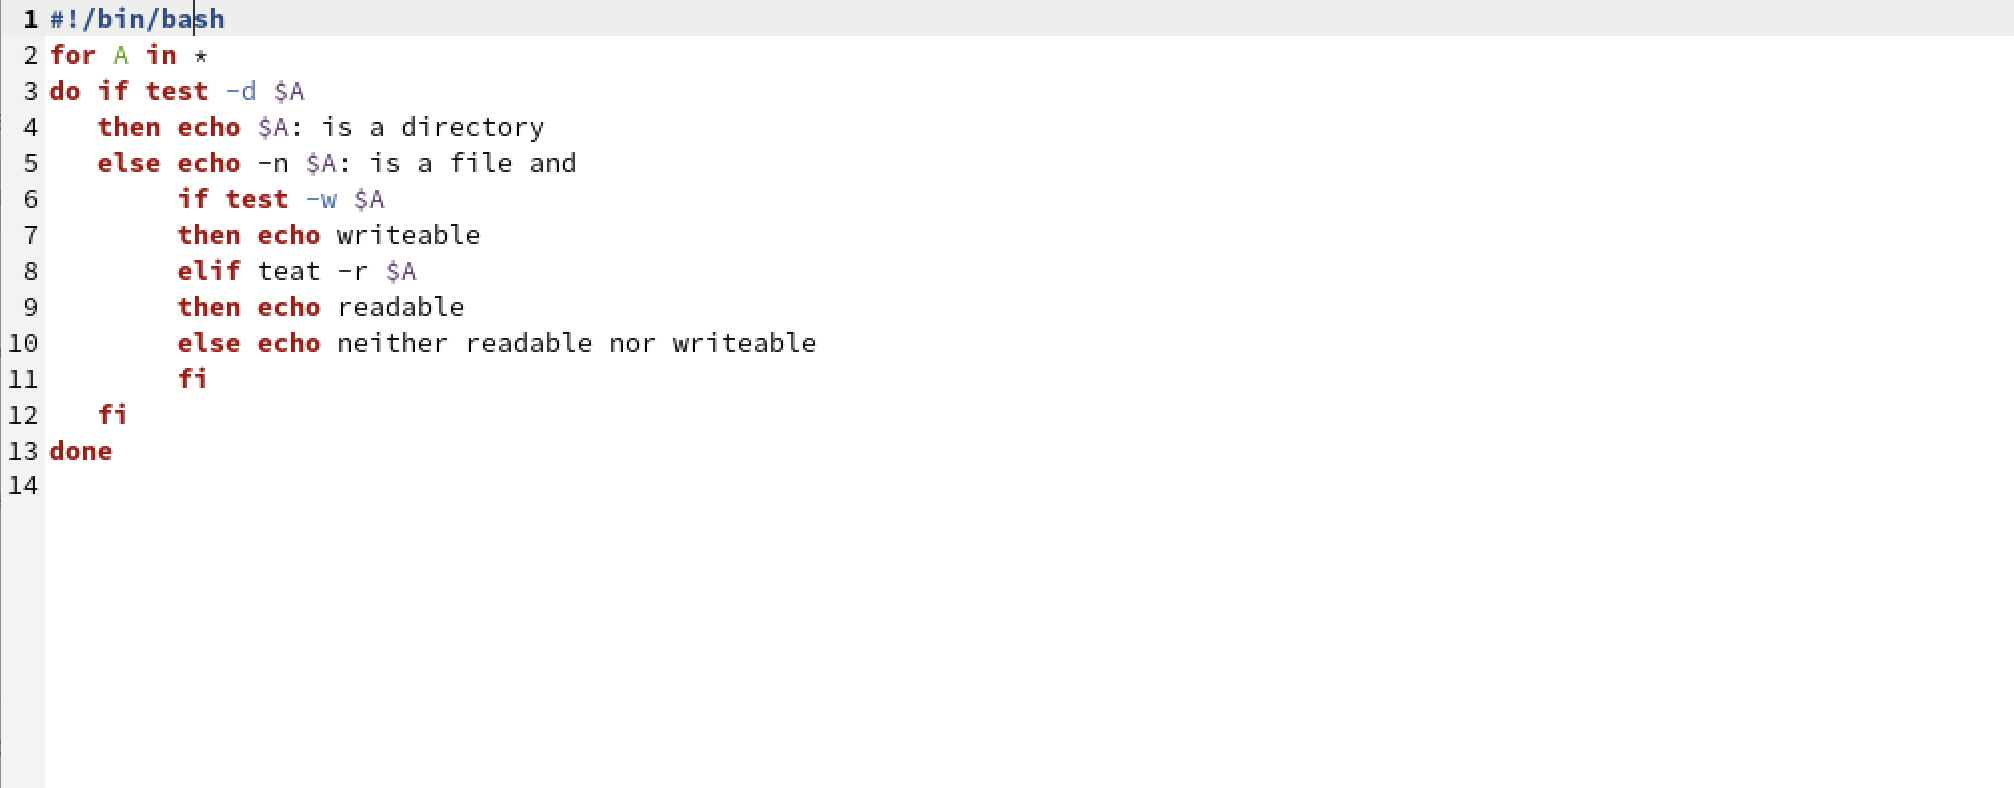 1 #!/bin/bash
2 for A in *
3 do if test -d $A
4    then echo $A: is a directory
5    else echo -n $A: is a file and
6         if test -w $A
7         then echo writeable
8         elif teat -r $A
9         then echo readable
10         else echo neither readable nor writeable
11         fi
12    fi
13 done
14